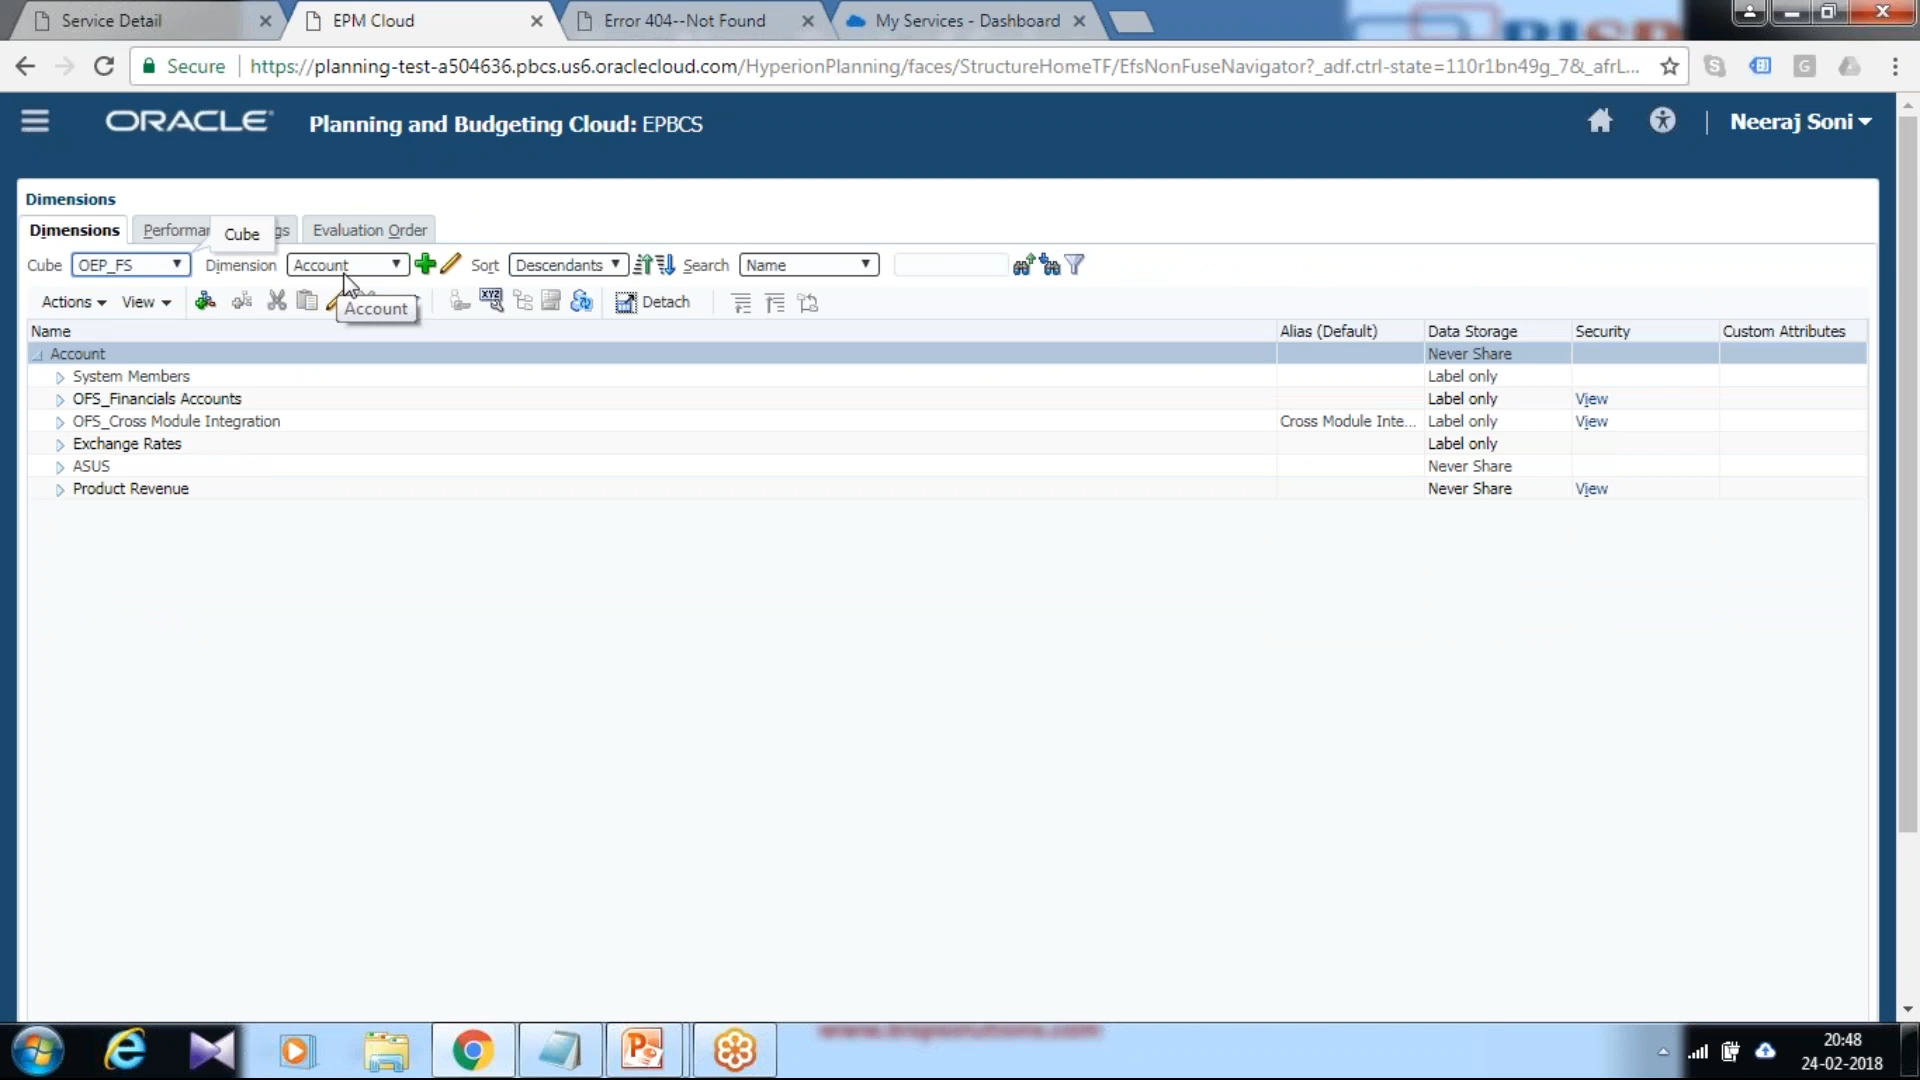 Service Detail
EPM Cloud
Error 404--Not Found
My Services - Dashboard
Secure
https://planning-test-a504636.pbcs.us6.oraclecloud.com/HyperionPlanning/faces/StructureHomeTF/EfsNonFuseNavigator?_adf.ctrl-state=110r1bn49g_7&_afrL...
ORACLE Planning and Budgeting Cloud: EPBCS
Neeraj Soni
Dimensions
Dimensions
Evaluation Order
Cube
Cube OEP_FS Dimension Account Sort Descendants Search Name
Actions View Detach
Account
Name Alias (Default) Data Storage Security Custom Attributes
Account Never Share
System Members Label only
OFS_Financials Accounts Label only View
OFS_Cross Module Integration Cross Module Inte... Label only View
Exchange Rates Label only
ASUS Never Share
Product Revenue Never Share View
20:48
24-02-2018